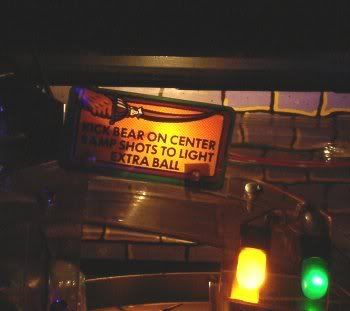 KICK BEAR ON CENTER
RAMP SHOTS TO LIGHT
EXTRA BALL